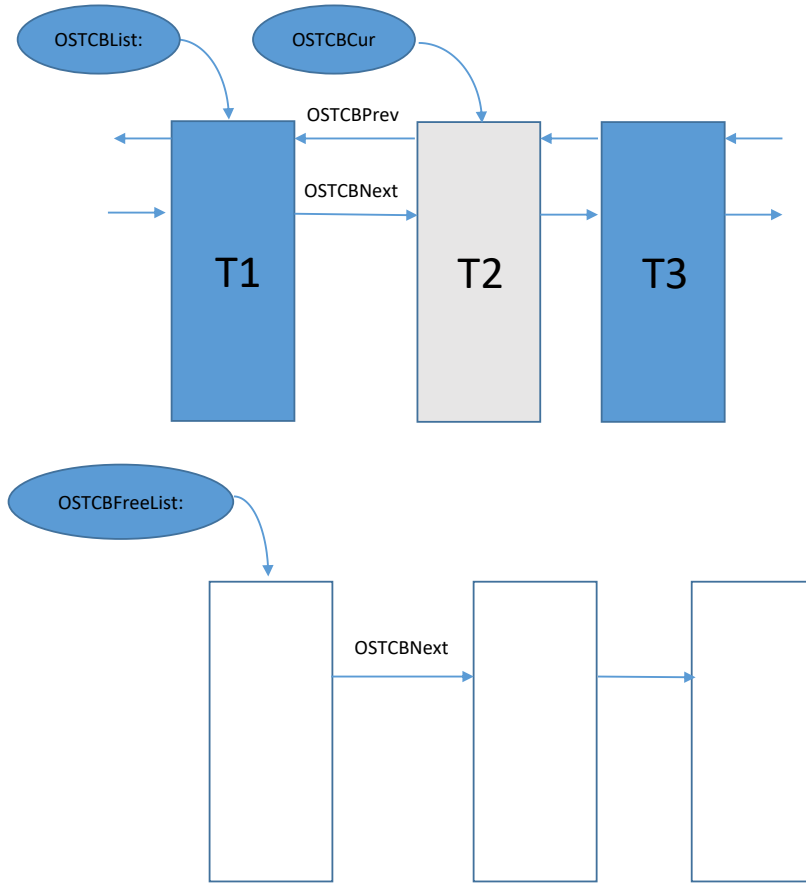 OSTCBList:
OSTCBCur
OSTCBPrev
OSTCBNext
T1
T2
T3
OSTCBFreeList:
OSTCBNext